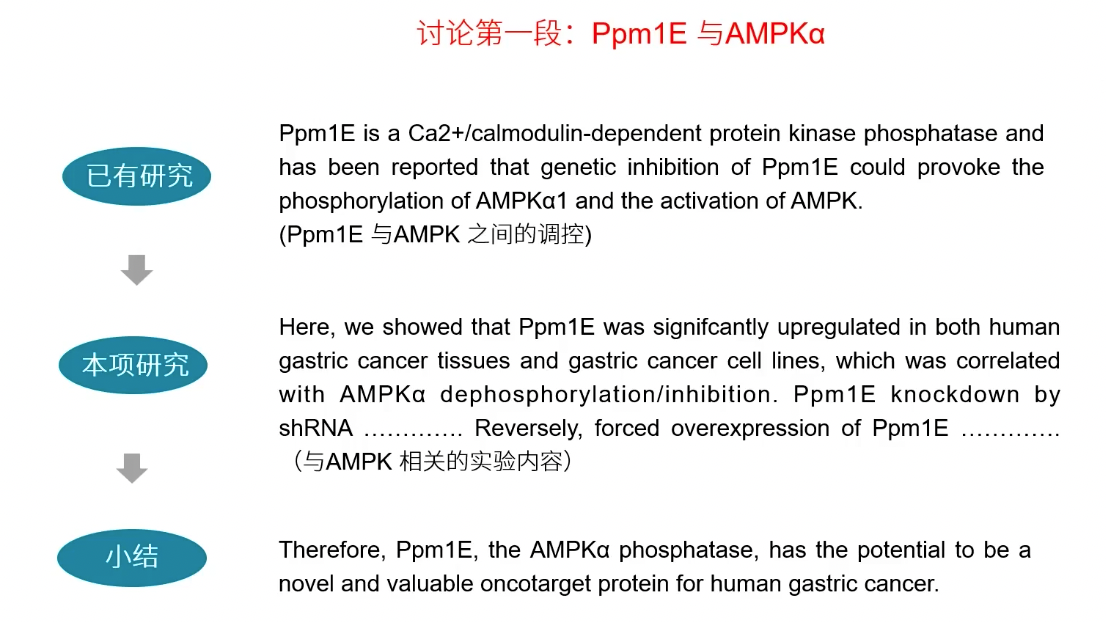 讨论第一段：Ppm1E 与AMPKα
已有研究
Ppm1E is a Ca2+/calmodulin-dependent protein kinase phosphatase and
has been reported that genetic inhibition of Ppm1E could provoke the
phosphorylation of AMPKα1 and the activation of AMPK.
(Ppm1E 与AMPK 之间的调控)
本项研究
Here, we showed that Ppm1E was signifcantly upregulated in both human
gastric cancer tissues and gastric cancer cell lines, which was correlated
with AMPKα dephosphorylation/inhibition. Ppm1E knockdown by
shRNA …………. Reversely, forced overexpression of Ppm1E ………….
（与AMPK 相关的实验内容）
小结
Therefore, Ppm1E, the AMPKα phosphatase, has the potential to be a
novel and valuable oncotarget protein for human gastric cancer.